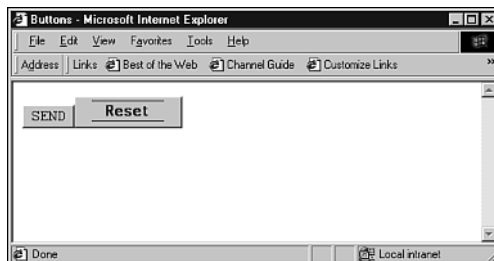 Buttons - Microsoft Internet Explorer
File Edit View Favorites Tools Help
Address Links Best of the Web Channel Guide Customize Links »
SEND Reset
Done Local intranet